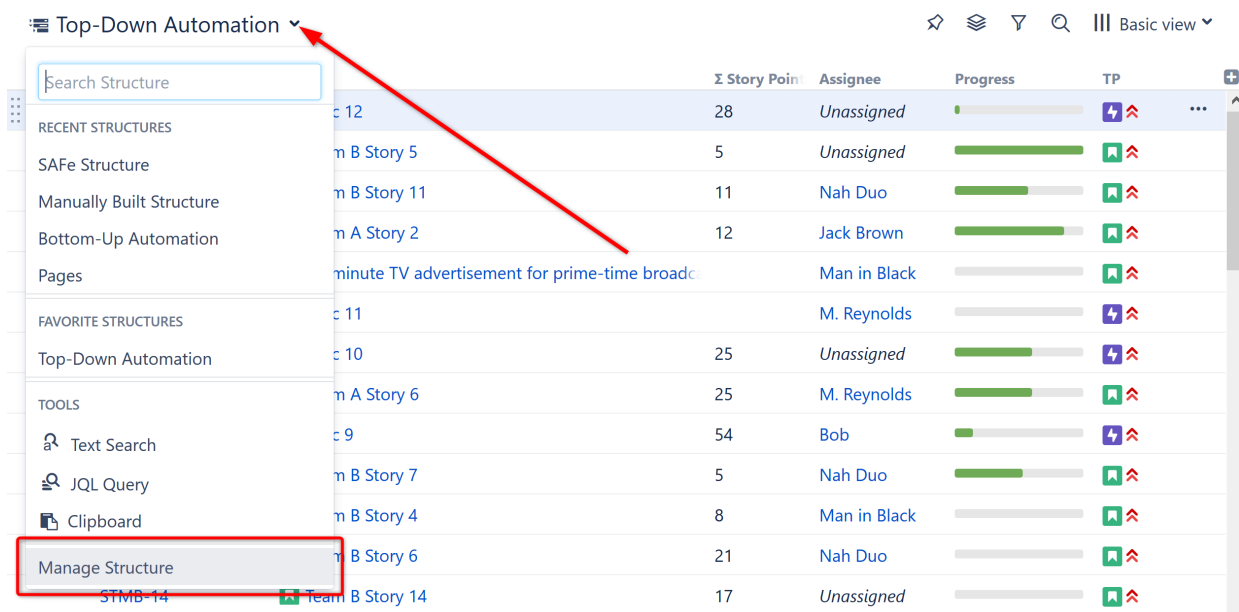 Top-Down Automation
Basic view
Search Structure
Σ Story Point Assignee Progress TP
RECENT STRUCTURES
SAFe Structure
Manually Built Structure
Bottom-Up Automation
Pages
FAVORITE STRUCTURES
Top-Down Automation
TOOLS
Text Search
JQL Query
Clipboard
Manage Structure
c 12 28 Unassigned
m B Story 5 5 Unassigned
m B Story 11 11 Nah Duo
m A Story 2 12 Jack Brown
minute TV advertisement for prime-time broadc Man in Black
c 11 M. Reynolds
c 10 25 Unassigned
m A Story 6 25 M. Reynolds
c 9 54 Bob
m B Story 7 5 Nah Duo
m B Story 4 8 Man in Black
m B Story 6 21 Nah Duo
STMB-14 Team B Story 14 17 Unassigned